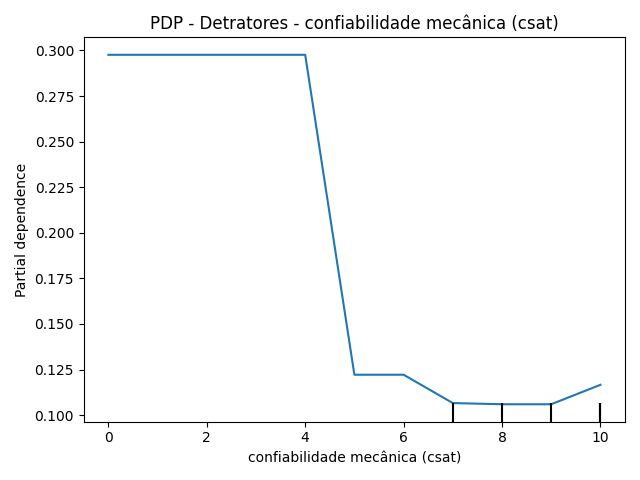 PDP - Detratores - confiabilidade mecânica (csat)
0.300
0.275
0.250
0.225
0.200
0.175
0.150
0.125
0.100
Partial dependence
0 2 4 6 8 10
confiabilidade mecânica (csat)